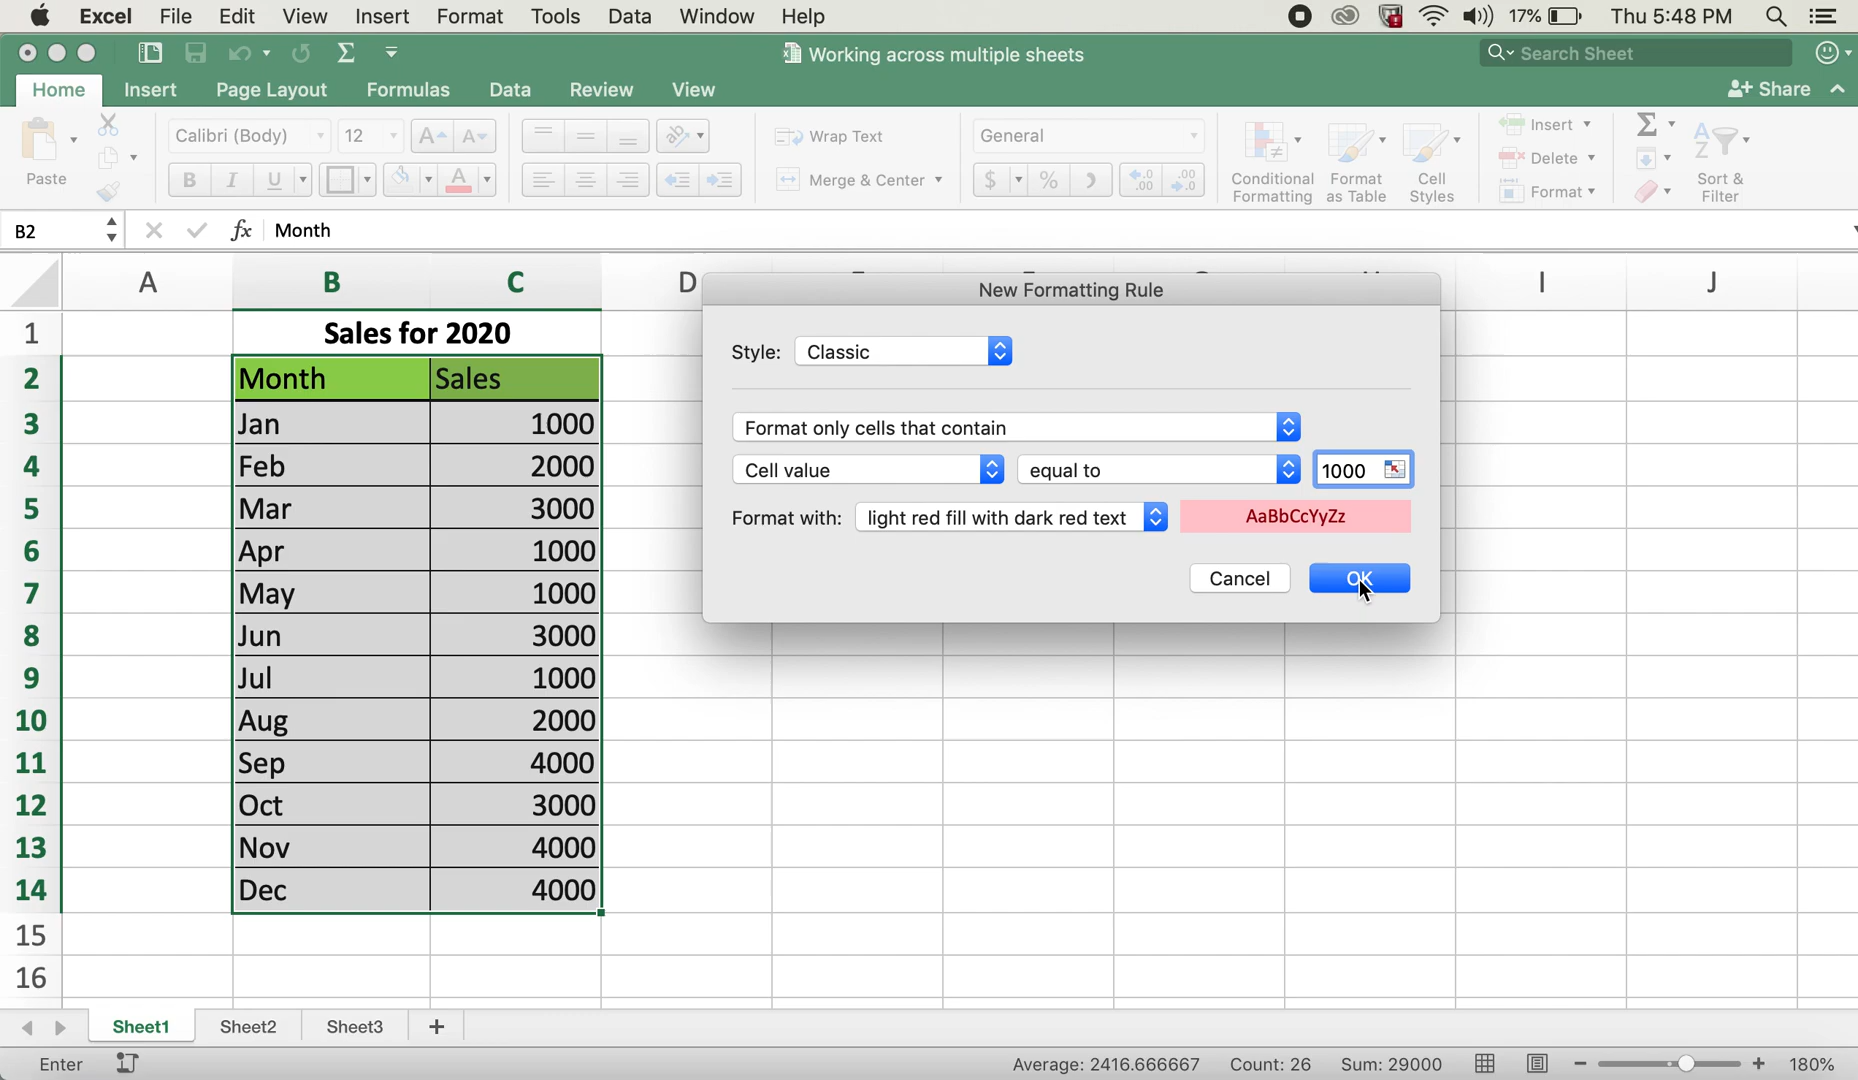 Excel File Edit View Insert Format Tools Data Window Help 17% Thu 5:48 PM
Working across multiple sheets Search Sheet
Home Insert Page Layout Formulas Data Review View Share
Paste Calibri (Body) 12 A A Wrap Text General Insert
B I U A Merge & Center $ % Conditional Formatting Format as Table Cell Styles Delete Format Sort & Filter
B2 fx Month
A B C D I J
1 Sales for 2020
2 Month Sales
3 Jan 1000
4 Feb 2000
5 Mar 3000
6 Apr 1000
7 May 1000
8 Jun 3000
9 Jul 1000
10 Aug 2000
11 Sep 4000
12 Oct 3000
13 Nov 4000
14 Dec 4000
15
16
New Formatting Rule
Style: Classic
Format only cells that contain
Cell value equal to 1000
Format with: light red fill with dark red text AaBbCcYyZz
Cancel OK
Sheet1 Sheet2 Sheet3 +
Enter Average: 2416.666667 Count: 26 Sum: 29000 180%